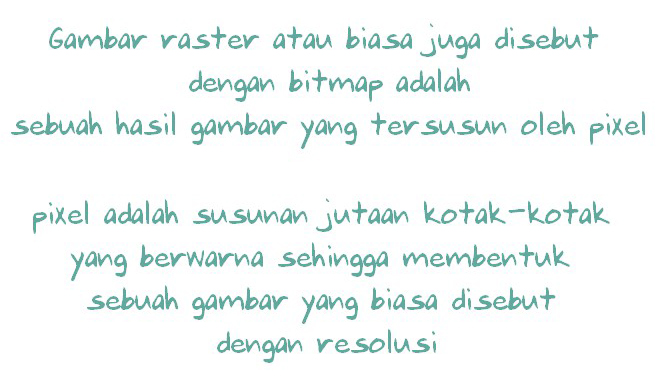 Gambar raster atau biasa juga disebut
dengan bitmap adalah
sebuah hasil gambar yang tersusun oleh pixel
pixel adalah susunan jutaan kotak-kotak
yang berwarna sehingga membentuk
sebuah gambar yang biasa disebut
dengan resolusi